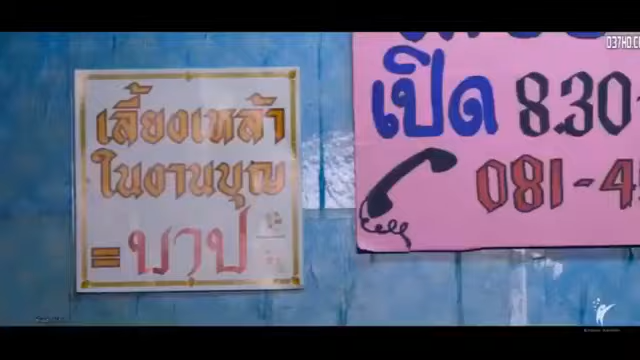 เลี้ยงเหล้า
ในงานบุญ
= บาป
เปิด 8.30
081-4
037HD.C